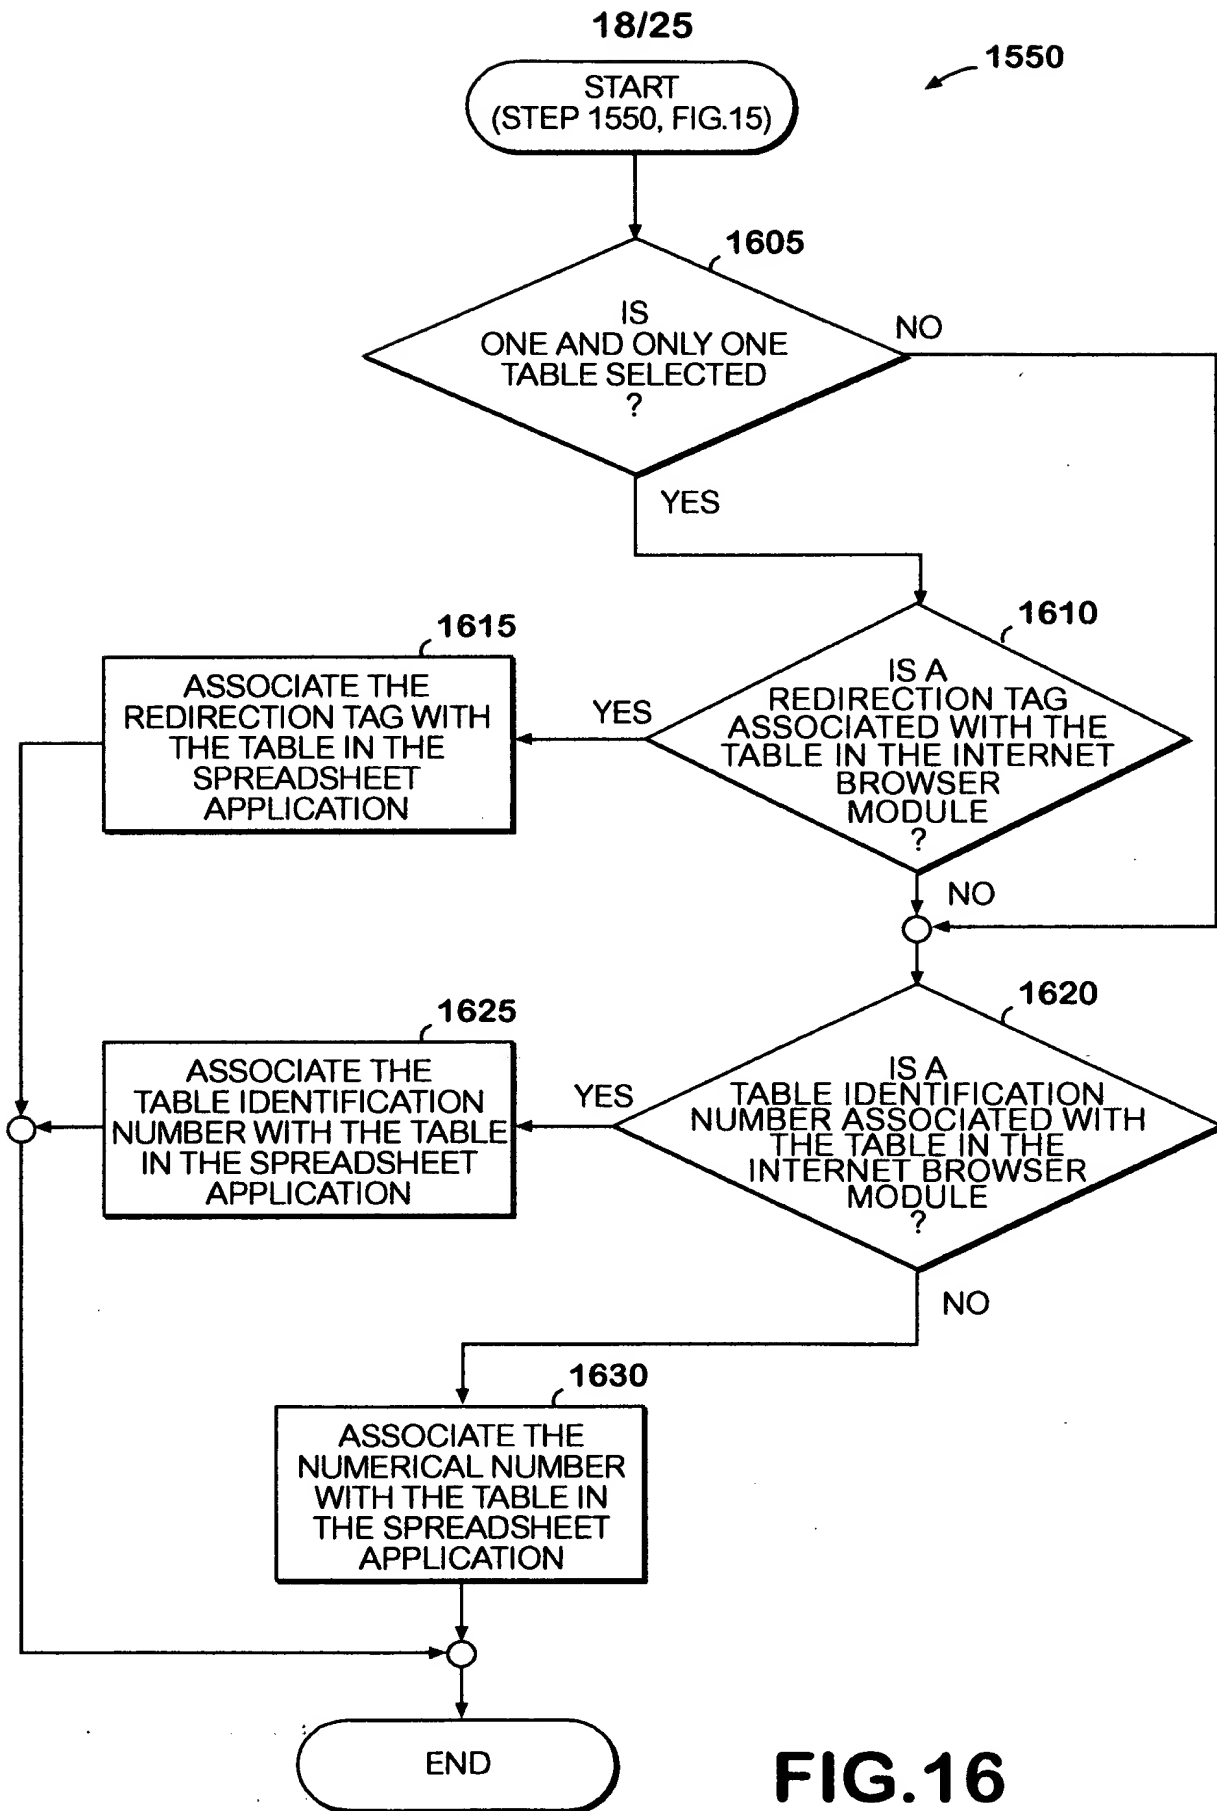 18/25
1550
START
(STEP 1550, FIG.15)
1605
IS
ONE AND ONLY ONE
TABLE SELECTED
?
NO
YES
1610
IS A
REDIRECTION TAG
ASSOCIATED WITH THE
TABLE IN THE INTERNET
BROWSER
MODULE
?
YES
NO
1615
ASSOCIATE THE
REDIRECTION TAG WITH
THE TABLE IN THE
SPREADSHEET
APPLICATION
1620
IS A
TABLE IDENTIFICATION
NUMBER ASSOCIATED WITH
THE TABLE IN THE
INTERNET BROWSER
MODULE
?
YES
NO
1625
ASSOCIATE THE
TABLE IDENTIFICATION
NUMBER WITH THE TABLE
IN THE SPREADSHEET
APPLICATION
1630
ASSOCIATE THE
NUMERICAL NUMBER
WITH THE TABLE IN
THE SPREADSHEET
APPLICATION
END
FIG.16